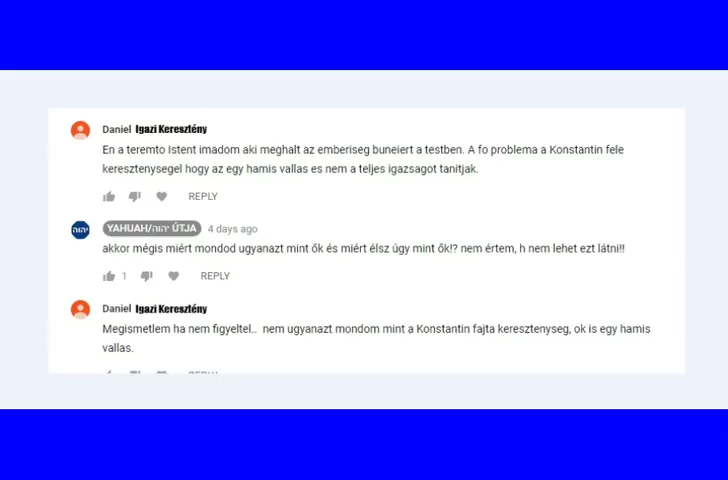 Daniel Igazi Keresztény
En a teremto Istent imadom aki meghalt az emberiseg buneiert a testben. A fo problema a Konstantin fele
keresztenysegel hogy az egy hamis vallas es nem a teljes igazsagot tanitjak.
REPLY
יהוה YAHUAH/יהוה ÚTJA 4 days ago
akkor mégis miért mondod ugyanazt mint ők és miért élsz úgy mint ők!? nem értem, h nem lehet ezt látni!!
1 REPLY
Daniel Igazi Keresztény
Megismetlem ha nem figyeltel.. nem ugyanazt mondom mint a Konstantin fajta keresztenyseg, ok is egy hamis
vallas.
REPLY